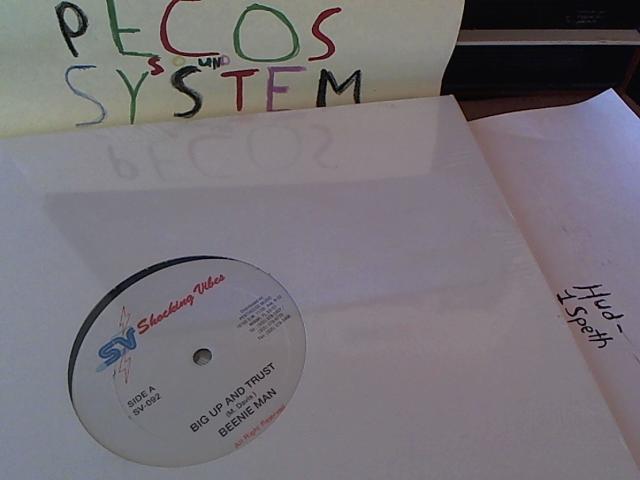 PECOS
SOUND
SYSTEM
SV Shocking Vibes
SIDE A
SV-092
BIG UP AND TRUST
(M. Davis)
BEENIE MAN
All Right Reserved
Hud-
1 Speth